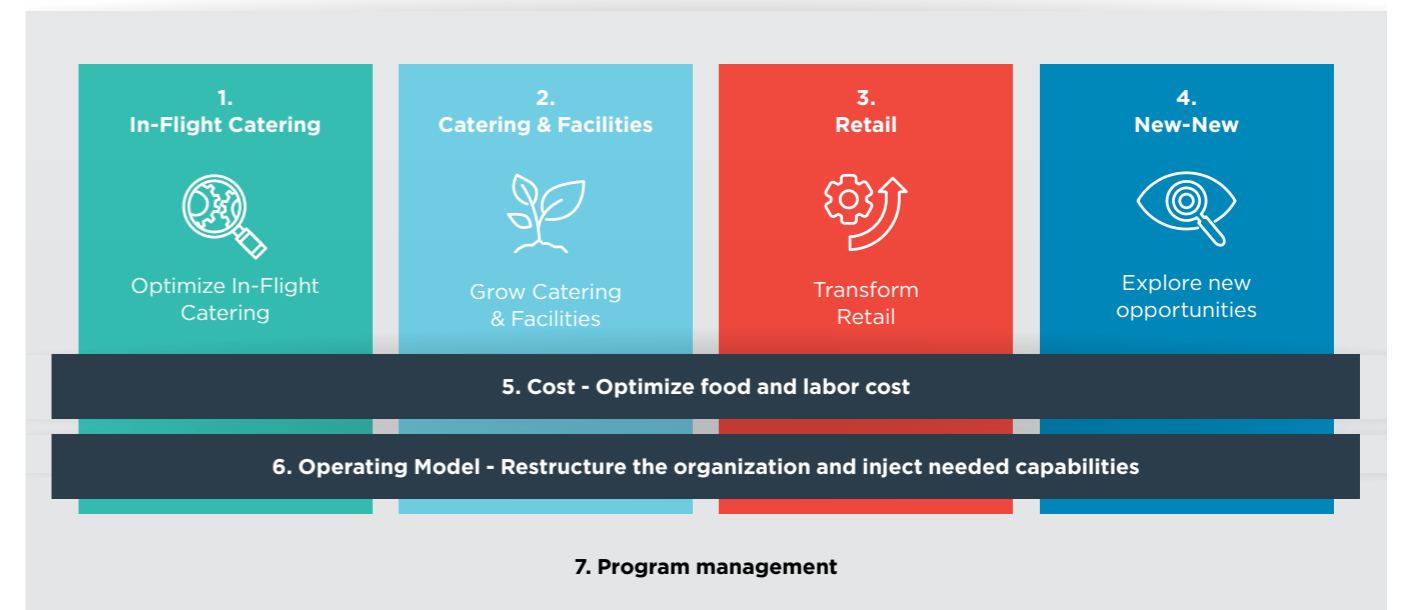 1.
In-Flight Catering
Optimize In-Flight
Catering
2.
Catering & Facilities
Grow Catering
& Facilities
3.
Retail
Transform
Retail
4.
New-New
Explore new
opportunities
5. Cost - Optimize food and labor cost
6. Operating Model - Restructure the organization and inject needed capabilities
7. Program management